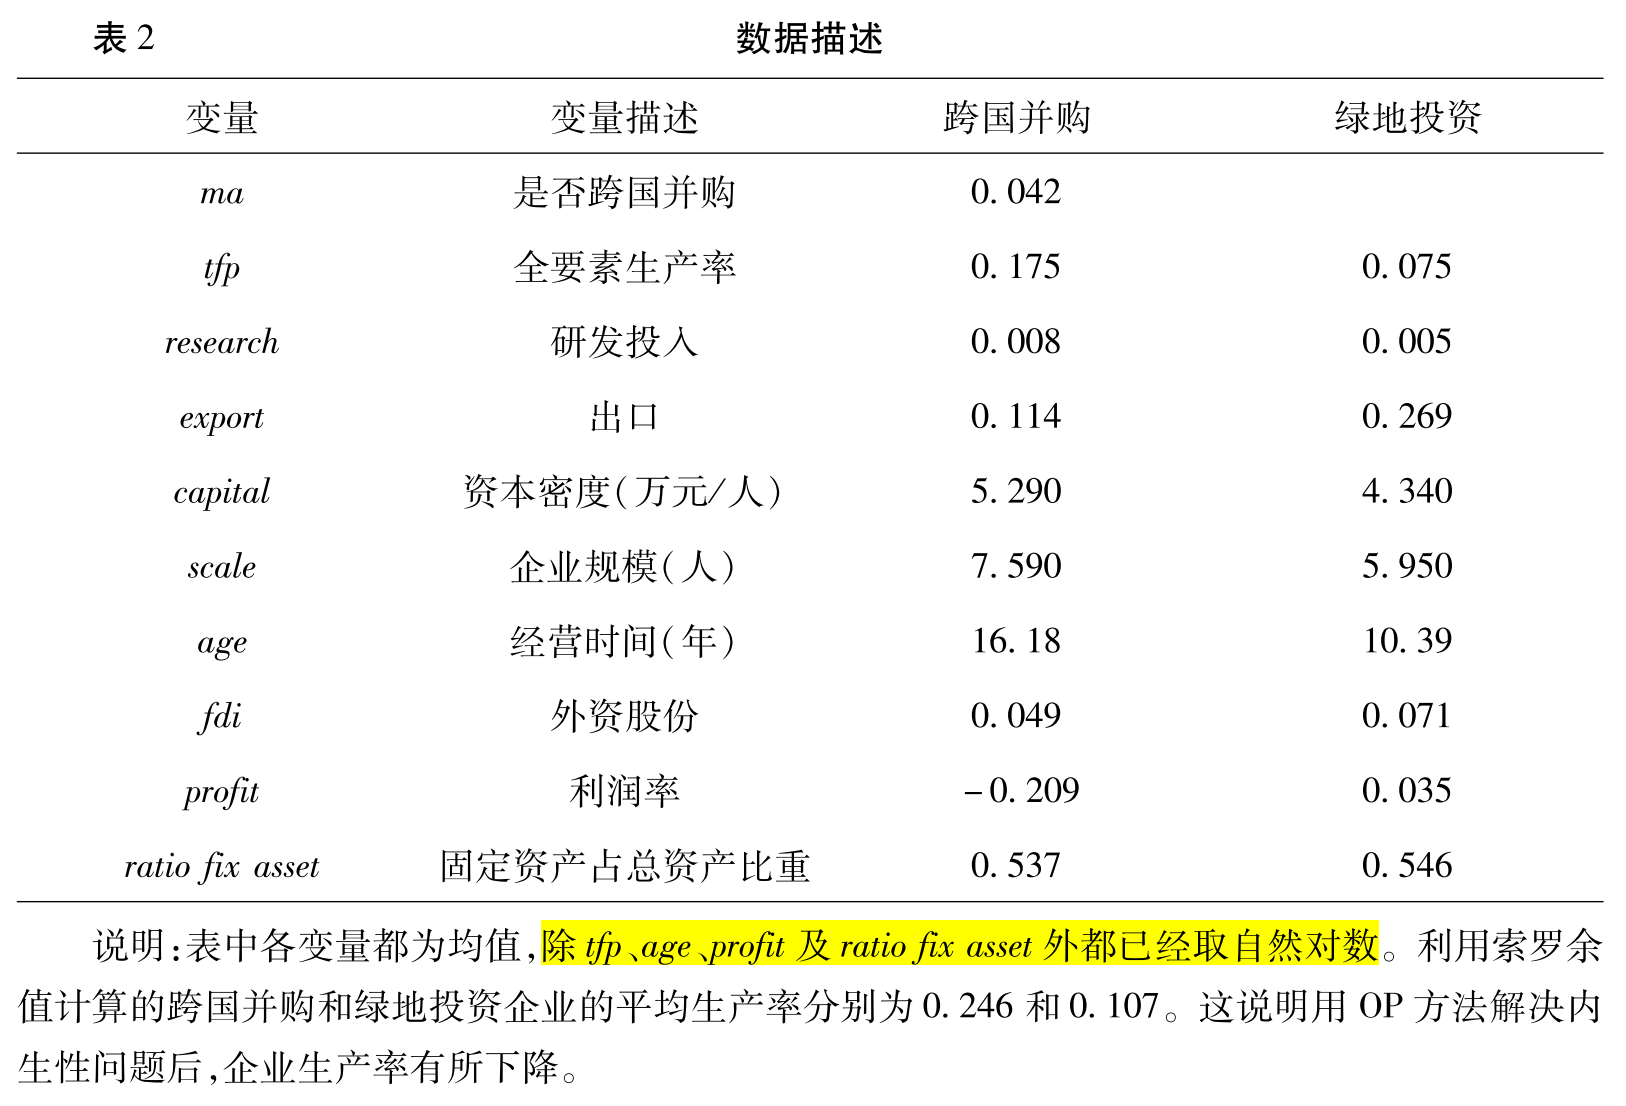 表 2 数据描述
变量 变量描述 跨国并购 绿地投资
ma 是否跨国并购 0. 042
tfp 全要素生产率 0. 175 0. 075
research 研发投入 0. 008 0. 005
export 出口 0. 114 0. 269
capital 资本密度(万元/人) 5. 290 4. 340
scale 企业规模(人) 7. 590 5. 950
age 经营时间(年) 16. 18 10. 39
fdi 外资股份 0. 049 0. 071
profit 利润率 -0. 209 0. 035
ratio fix asset 固定资产占总资产比重 0. 537 0. 546
说明:表中各变量都为均值,除 tfp、age、profit 及 ratio fix asset 外都已经取自然对数。利用索罗余
值计算的跨国并购和绿地投资企业的平均生产率分别为 0. 246 和 0. 107。这说明用 OP 方法解决内
生性问题后,企业生产率有所下降。